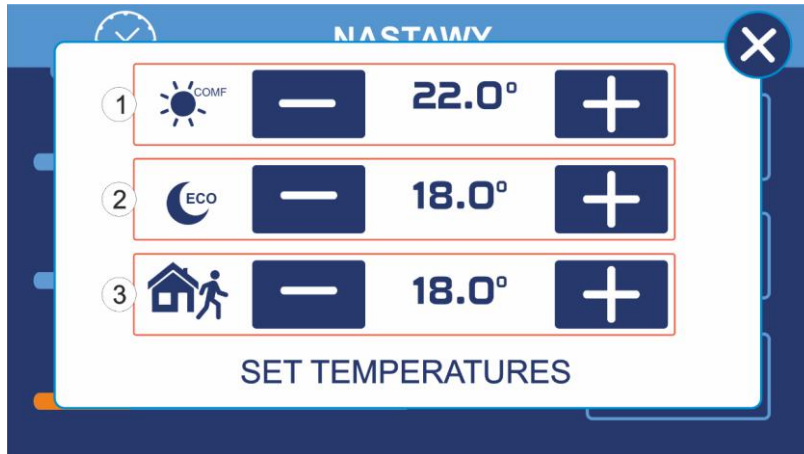 NASTAWY
1 COMF 22.0°
2 ECO 18.0°
3 18.0°
SET TEMPERATURES